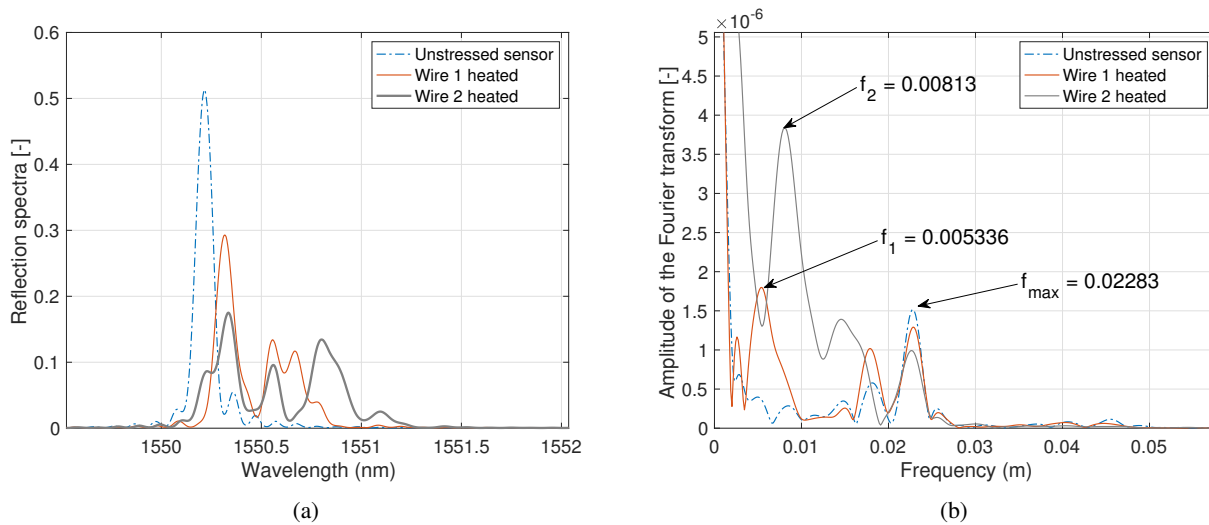 0.6
0.5
0.4
0.3
0.2
0.1
0
Reflection spectra [-]
Unstressed sensor
Wire 1 heated
Wire 2 heated
1550
1550.5
1551
1551.5
1552
Wavelength (nm)
(a)
×10⁻⁶
5
4.5
4
3.5
3
2.5
2
1.5
1
0.5
0
Amplitude of the Fourier transform [-]
Unstressed sensor
Wire 1 heated
Wire 2 heated
f₂ = 0.00813
f₁ = 0.005336
f_max = 0.02283
0
0.01
0.02
0.03
0.04
0.05
Frequency (m)
(b)